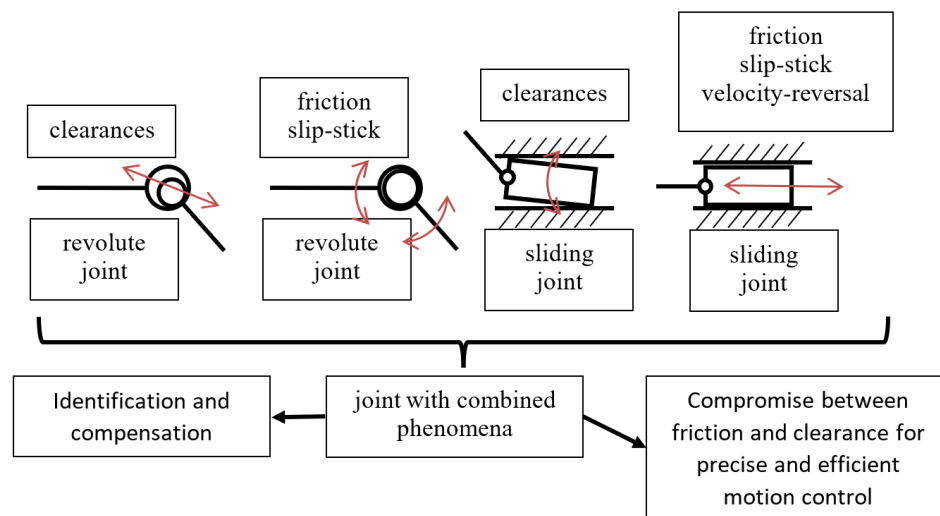 clearances
revolute
joint
friction
slip-stick
revolute
joint
clearances
sliding
joint
friction
slip-stick
velocity-reversal
sliding
joint
Identification and
compensation
joint with combined
phenomena
Compromise between
friction and clearance for
precise and efficient
motion control